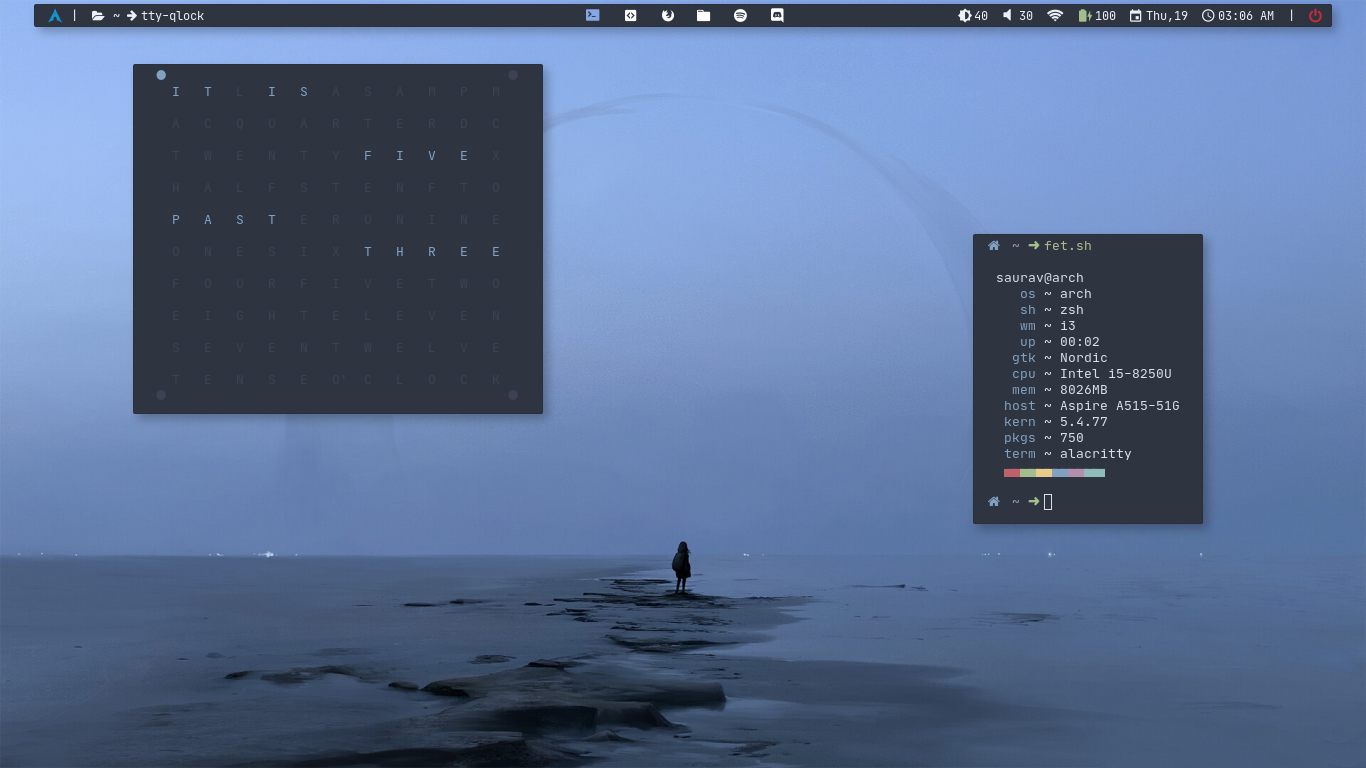 | ~ tty-qlock 40 30 100 Thu,19 03:06 AM |
I T L I S A S A M P M
A C Q U A R T E R D C
T W E N T Y F I V E X
H A L F S T E N F T O
P A S T E R U N I N E
O N E S I X T H R E E
F O U R F I V E T W O
E I G H T E L E V E N
S E V E N T W E L V E
T E N S E O' C L O C K
~ fet.sh
saurav@arch
os ~ arch
sh ~ zsh
wm ~ i3
up ~ 00:02
gtk ~ Nordic
cpu ~ Intel i5-8250U
mem ~ 8026MB
host ~ Aspire A515-51G
kern ~ 5.4.77
pkgs ~ 750
term ~ alacritty
~